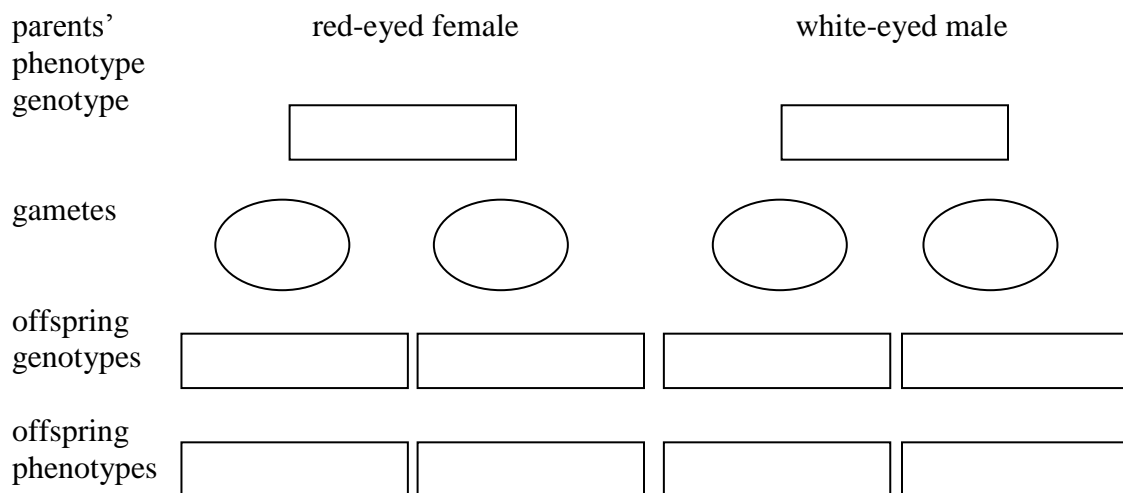 parents’ red-eyed female white-eyed male
phenotype
genotype
gametes
offspring
genotypes
offspring
phenotypes